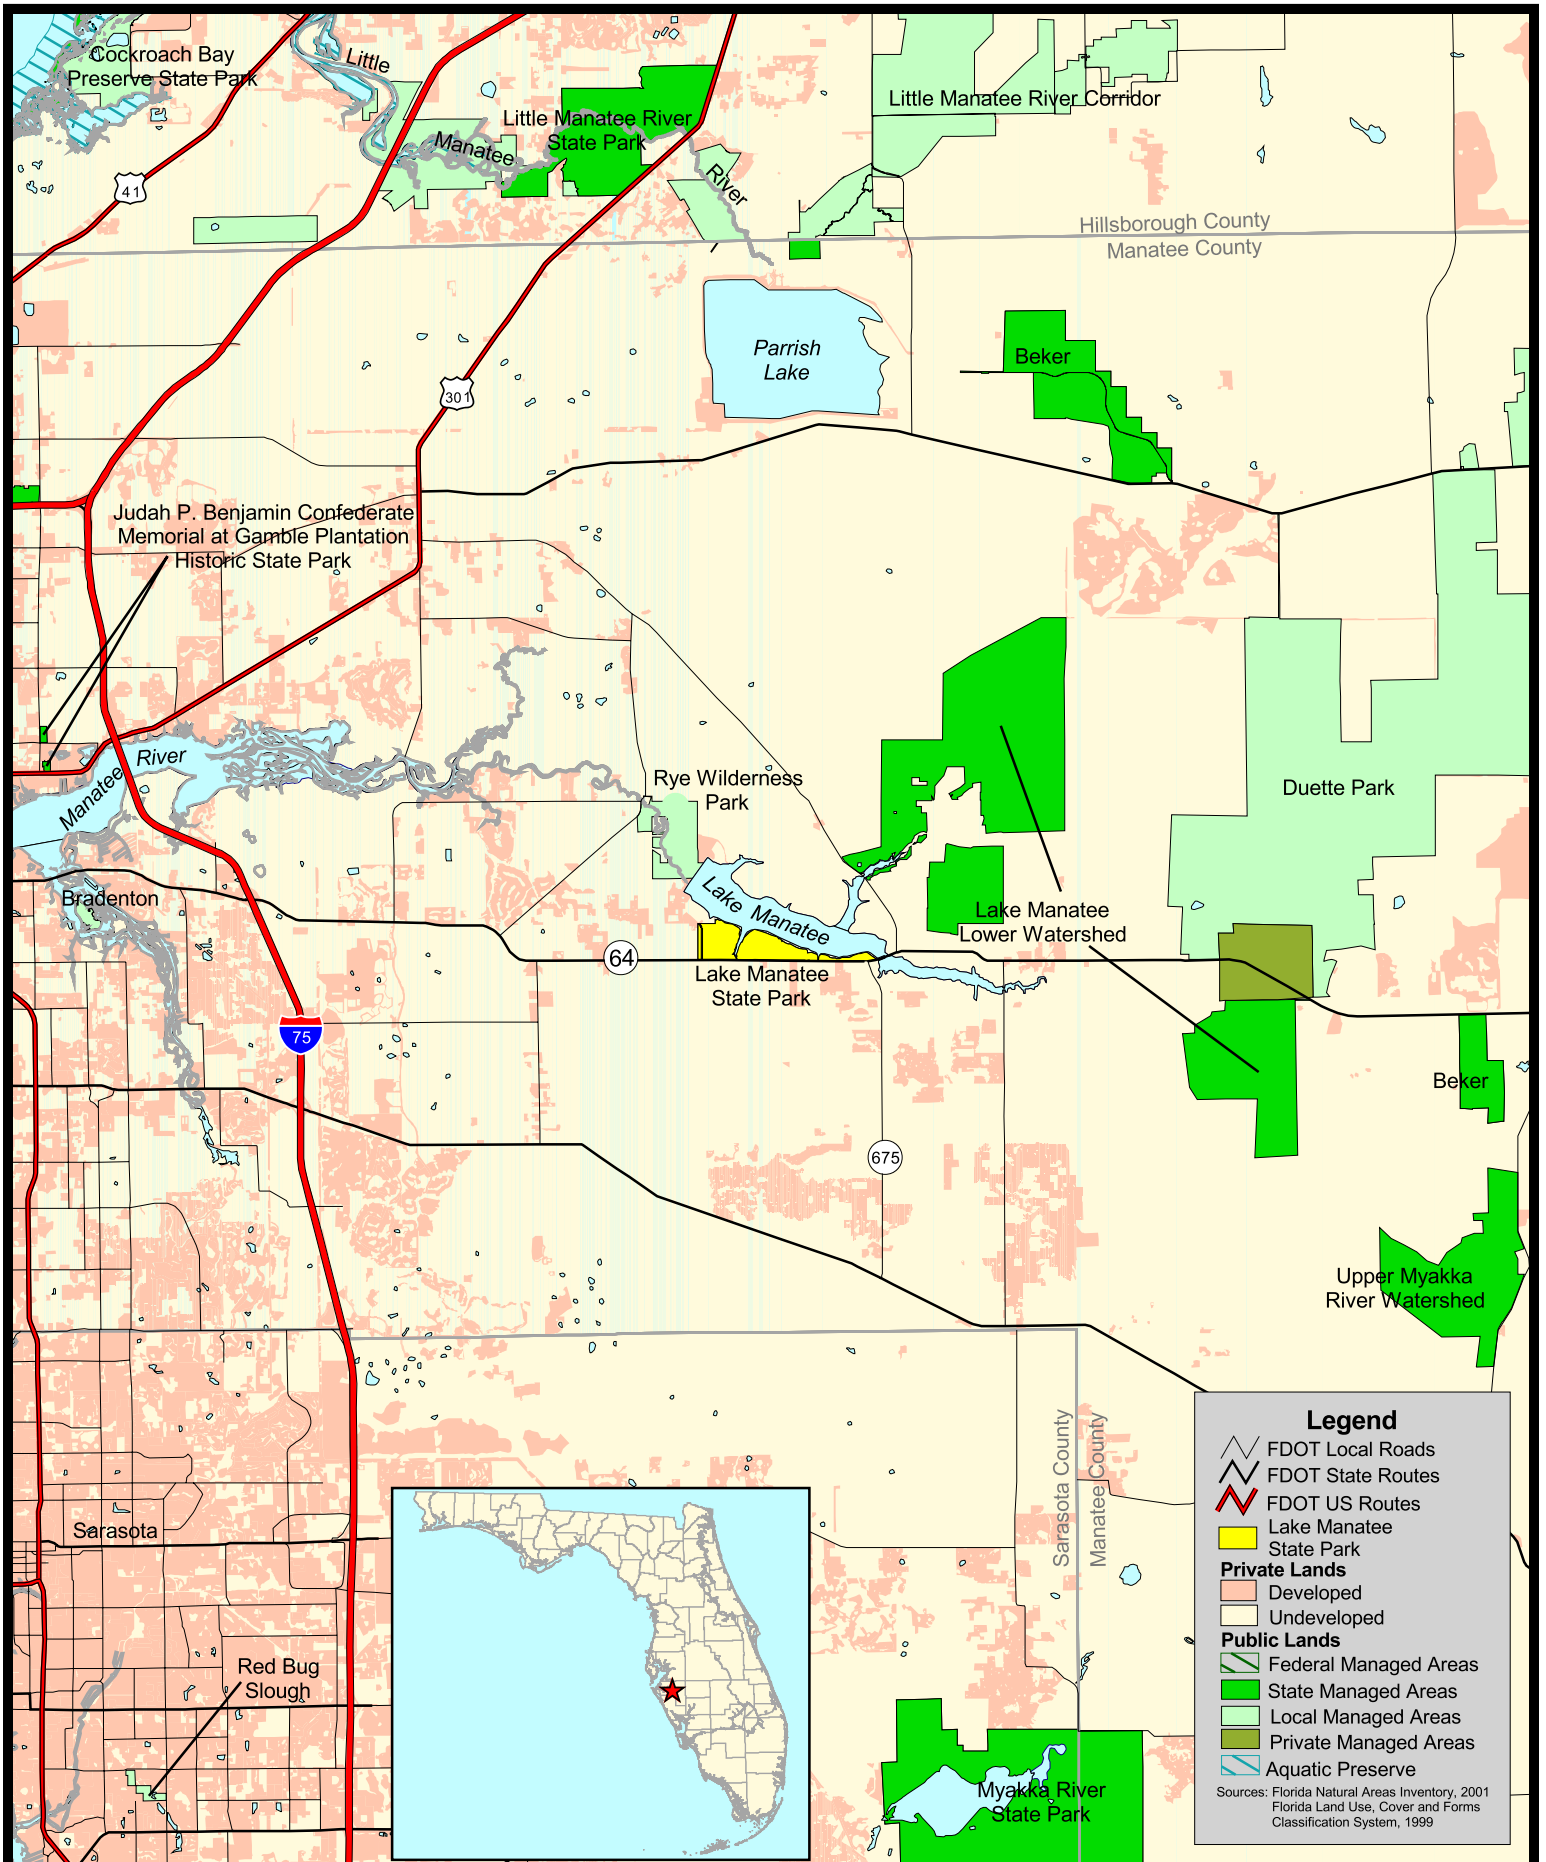 Cockroach Bay
Preserve State Park
Little
Little Manatee River
State Park
Manatee
River
Little Manatee River Corridor
41
Hillsborough County
Manatee County
Parrish
Lake
Beker
301
Judah P. Benjamin Confederate
Memorial at Gamble Plantation
Historic State Park
Manatee River
Rye Wilderness
Park
Duette Park
Bradenton
Lake Manatee
Lake Manatee
Lower Watershed
64
Lake Manatee
State Park
75
Beker
675
Upper Myakka
River Watershed
Sarasota County
Manatee County
Sarasota
Red Bug
Slough
Myakka River
State Park
Legend
FDOT Local Roads
FDOT State Routes
FDOT US Routes
Lake Manatee
State Park
Private Lands
Developed
Undeveloped
Public Lands
Federal Managed Areas
State Managed Areas
Local Managed Areas
Private Managed Areas
Aquatic Preserve
Sources: Florida Natural Areas Inventory, 2001
Florida Land Use, Cover and Forms
Classification System, 1999